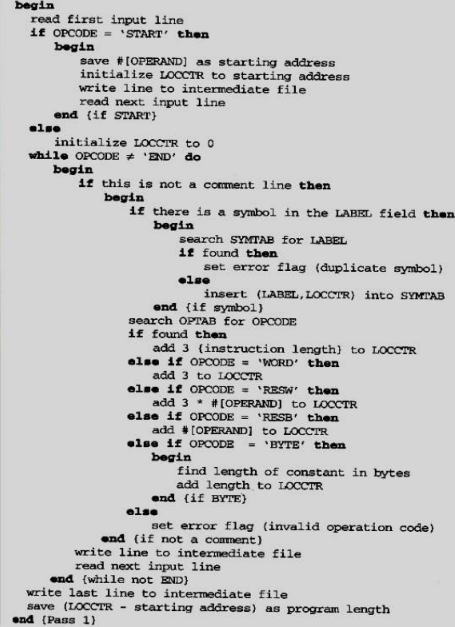 begin
read first input line
if OPCODE = 'START' then
begin
save #[OPERAND] as starting address
initialize LOCCTR to starting address
write line to intermediate file
read next input line
end {if START}
else
initialize LOCCTR to 0
while OPCODE ≠ 'END' do
begin
if this is not a comment line then
begin
if there is a symbol in the LABEL field then
begin
search SYMTAB for LABEL
if found then
set error flag (duplicate symbol)
else
insert (LABEL,LOCCTR) into SYMTAB
end {if symbol}
search OPTAB for OPCODE
if found then
add 3 {instruction length} to LOCCTR
else if OPCODE = 'WORD' then
add 3 to LOCCTR
else if OPCODE = 'RESW' then
add 3 * #[OPERAND] to LOCCTR
else if OPCODE = 'RESB' then
add #[OPERAND] to LOCCTR
else if OPCODE = 'BYTE' then
begin
find length of constant in bytes
add length to LOCCTR
end {if BYTE}
else
set error flag (invalid operation code)
end {if not a comment}
write line to intermediate file
read next input line
end {while not END}
write last line to intermediate file
save (LOCCTR - starting address) as program length
end {Pass 1}